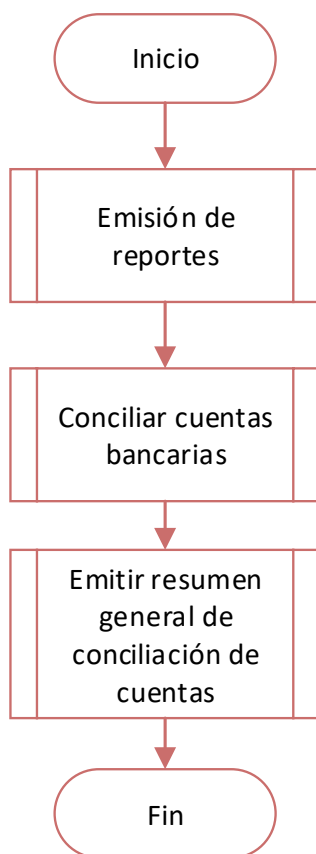 Inicio
Emisión de
reportes
Conciliar cuentas
bancarias
Emitir resumen
general de
conciliación de
cuentas
Fin